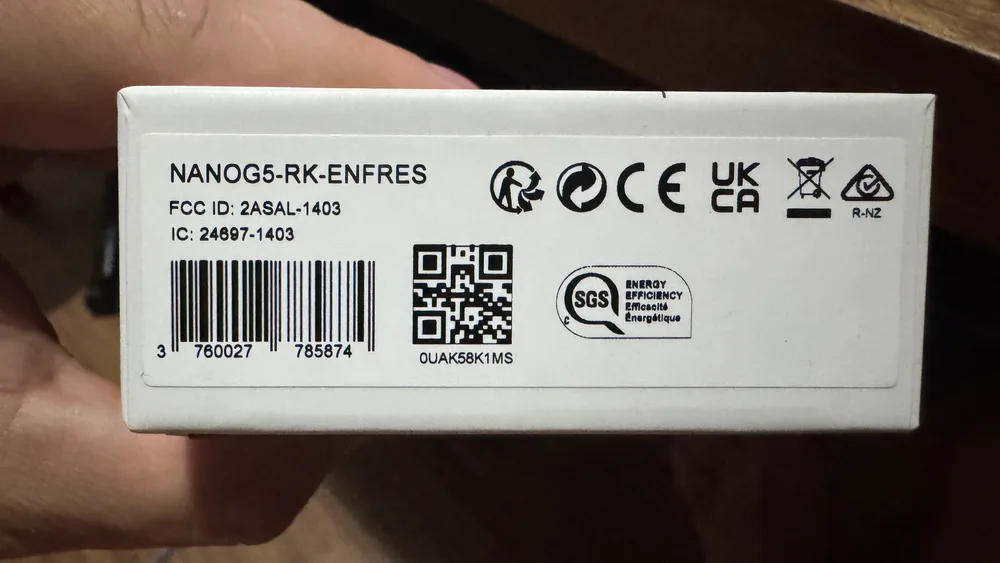 NANOG5-RK-ENFRES
FCC ID: 2ASAL-1403
IC: 24697-1403
3 760027 785874
0UAK58K1MS
CE
UK
CA
R-NZ
SGS
C
ENERGY
EFFICIENCY
Efficacité
Énergétique